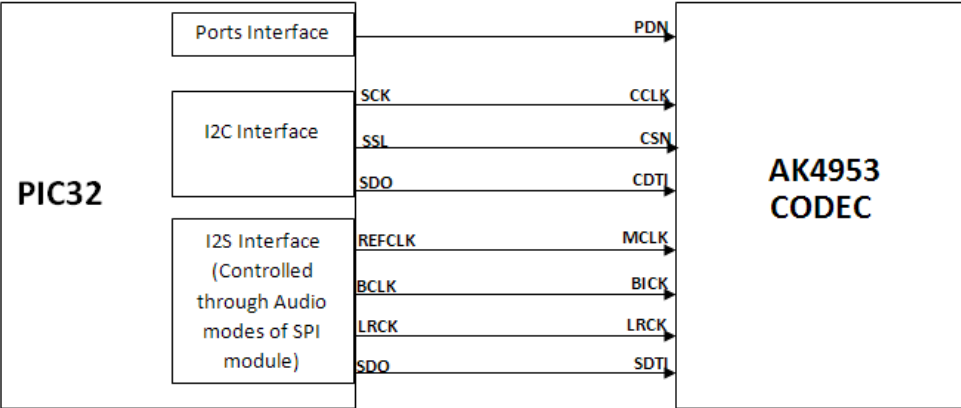 Ports Interface
PDN
SCK
CCLK
I2C Interface
SSL
CSN
SDO
CDTI
PIC32
AK4953
CODEC
I2S Interface
(Controlled
through Audio
modes of SPI
module)
REFCLK
MCLK
BCLK
BICK
LRCK
LRCK
SDO
SDTI